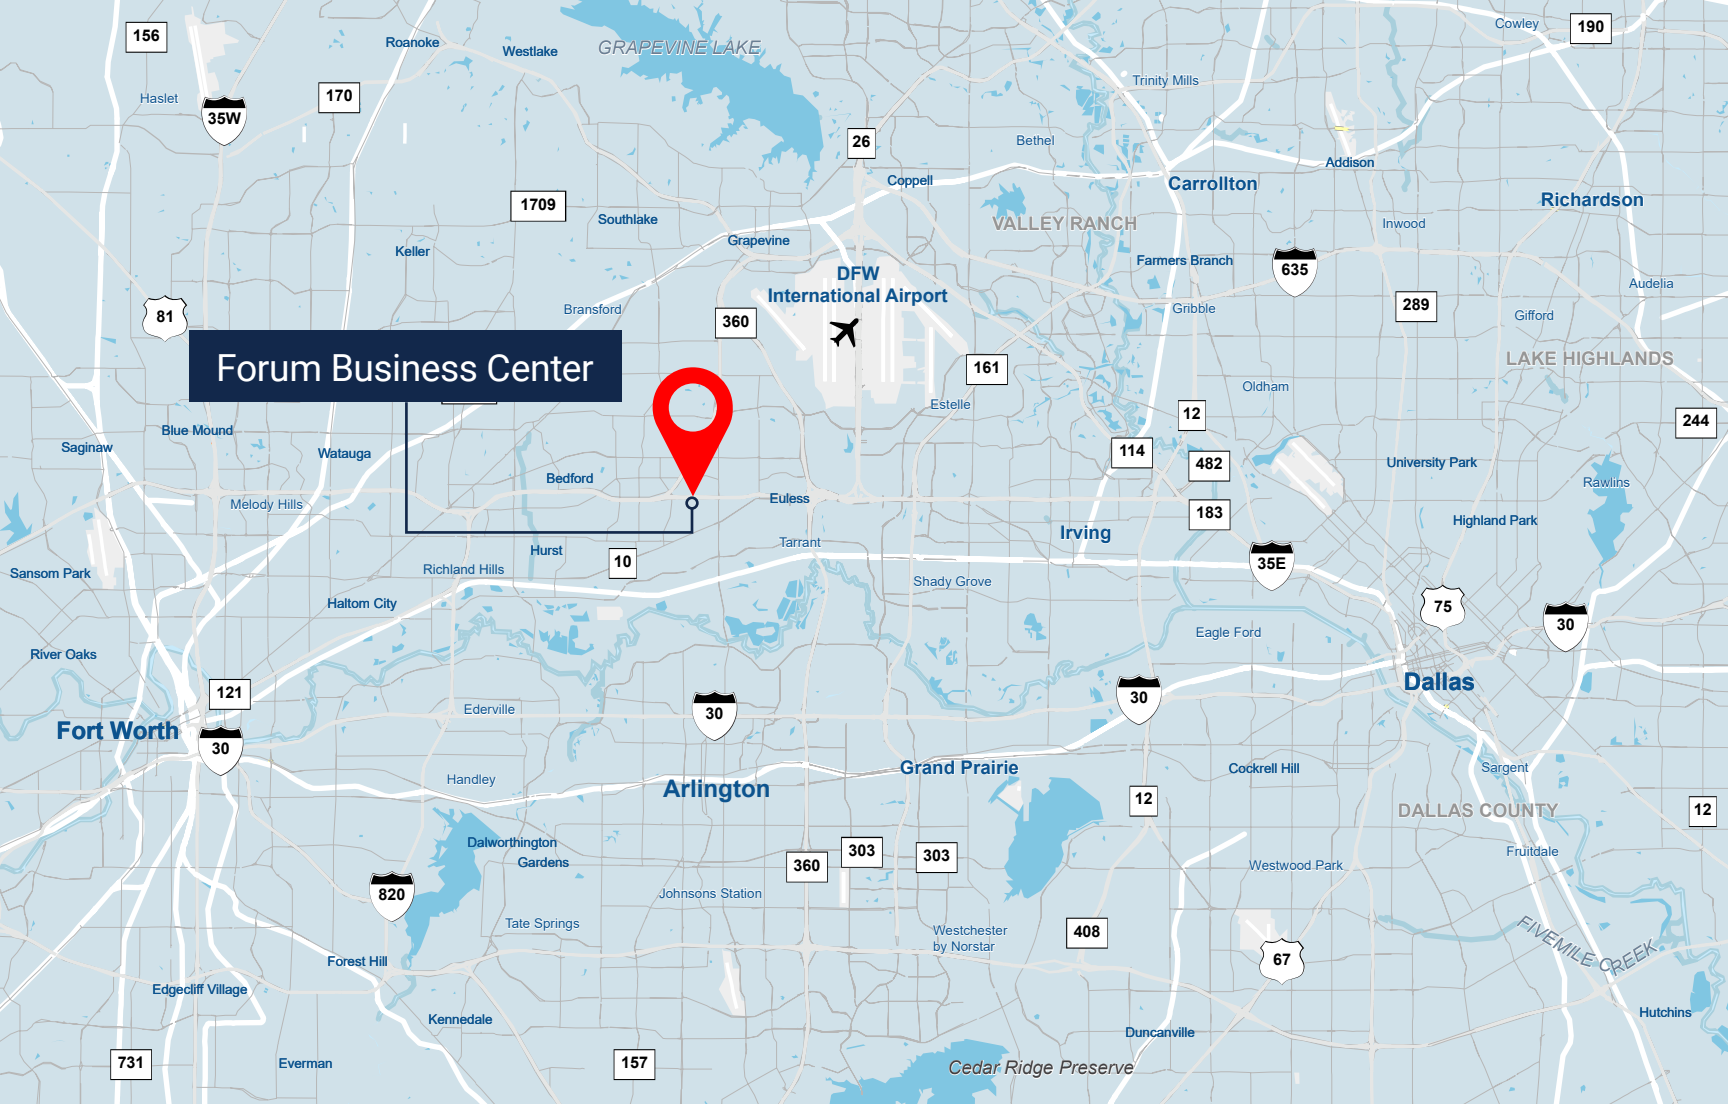 Cowley
190
156
Roanoke
Westlake
GRAPEVINE LAKE
Trinity Mills
Haslet
170
35W
26
Bethel
Addison
Coppell
Carrollton
Richardson
1709
Southlake
VALLEY RANCH
Inwood
Keller
Grapevine
Farmers Branch
635
DFW
International Airport
Audelia
Bransford
81
360
Gribble
289
Gifford
LAKE HIGHLANDS
Forum Business Center
161
Oldham
Estelle
12
244
Blue Mound
Saginaw
Watauga
114
482
University Park
Bedford
Rawlins
Melody Hills
Euless
183
Highland Park
Irving
Tarrant
Hurst
10
35E
Sansom Park
Richland Hills
Shady Grove
Haltom City
75
30
Eagle Ford
River Oaks
Dallas
121
30
Ederville
30
Fort Worth
30
Grand Prairie
Cockrell Hill
Sargent
Handley
Arlington
12
DALLAS COUNTY
12
Dalworthington
Gardens
303
303
360
Fruitdale
Westwood Park
820
Johnsons Station
Tate Springs
408
Westchester
by Norstar
FIVEMILE CREEK
67
Forest Hill
Edgecliff Village
Kennedale
Hutchins
Duncanville
731
Everman
157
Cedar Ridge Preserve